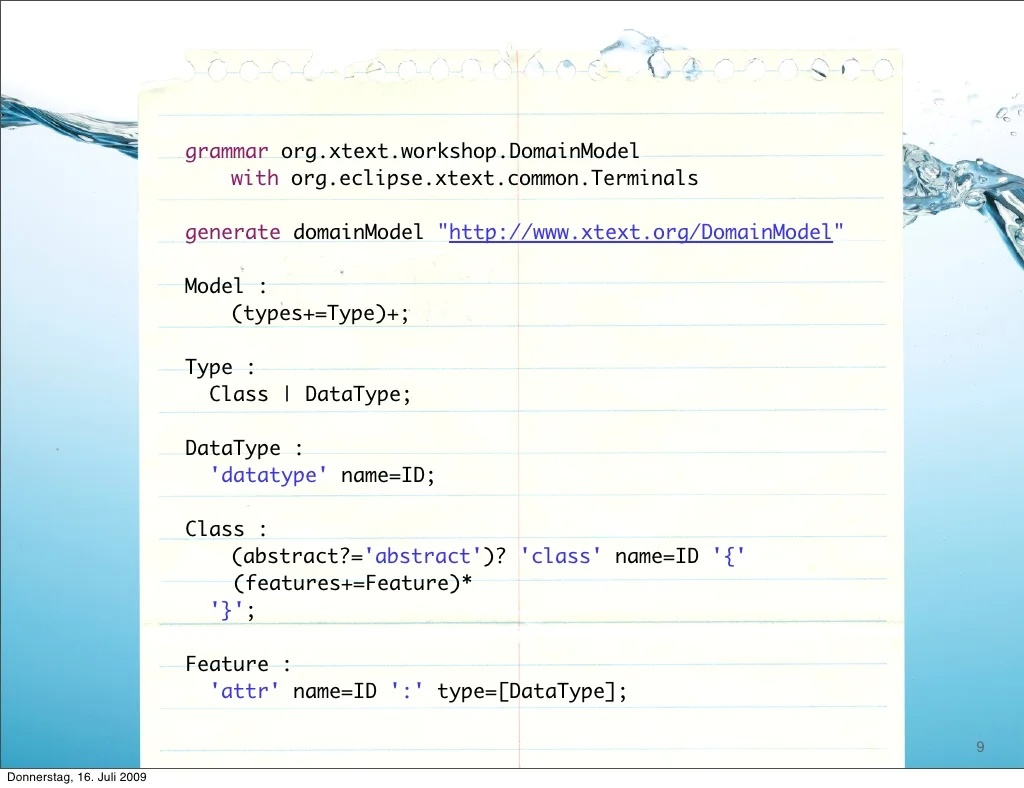 grammar org.xtext.workshop.DomainModel
with org.eclipse.xtext.common.Terminals
generate domainModel "http://www.xtext.org/DomainModel"
Model :
(types+=Type)+;
Type :
Class | DataType;
DataType :
'datatype' name=ID;
Class :
(abstract?='abstract')? 'class' name=ID '{'
(features+=Feature)*
'}';
Feature :
'attr' name=ID ':' type=[DataType];
9
Donnerstag, 16. Juli 2009